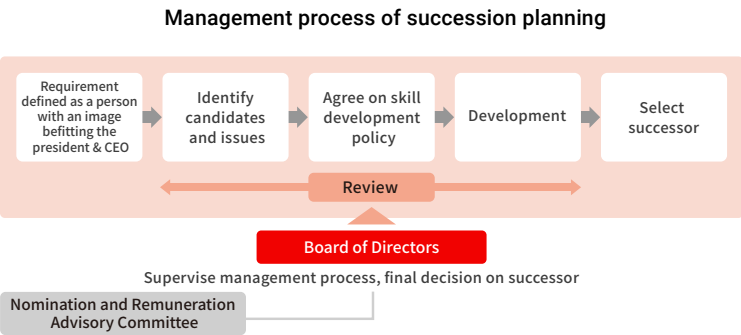 Management process of succession planning
Requirement
defined as a person
with an image
befitting the
president & CEO
Identify
candidates
and issues
Agree on skill
development
policy
Development
Select
successor
Review
Board of Directors
Supervise management process, final decision on successor
Nomination and Remuneration
Advisory Committee